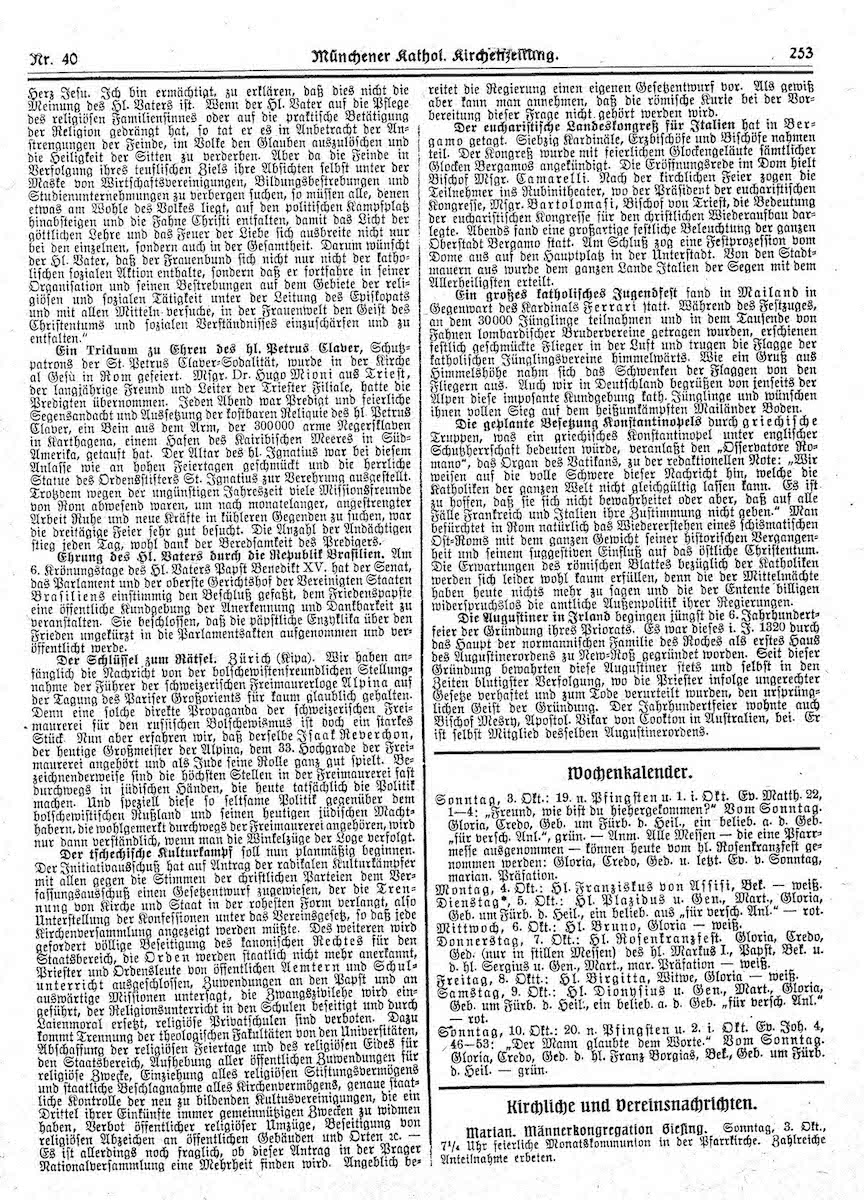 Nr. 40
Münchener Kathol. Kirchenzeitung.
253
Herz Jesu. Ich bin ermächtigt, zu erklären, daß dies nicht die
Meinung des Hl. Vaters ist. Wenn der Hl. Vater auf die Pflege
des religiösen Familiensinnes oder auf die praktische Betätigung
der Religion gedrängt hat, so tat er es in Anbetracht der An-
strengungen der Feinde, im Volke den Glauben auszulöschen und
die Heiligkeit der Sitten zu verderben. Aber da die Feinde in
Verfolgung ihres teuflischen Ziels ihre Absichten selbst unter der
Maske von Wirtschaftsvereinigungen, Bildungsbestrebungen und
Studienunternehmungen zu verbergen suchen, so müssen alle, denen
etwas am Wohle des Volkes liegt, auf den politischen Kampfplatz
hinabsteigen und die Fahne Christi entfalten, damit das Licht der
göttlichen Lehre und das Feuer der Liebe sich ausbreite nicht nur
bei den einzelnen, sondern auch in der Gesamtheit. Darum wünscht
der Hl. Vater, daß der Frauenbund sich nicht nur nicht der katho-
lischen sozialen Aktion enthalte, sondern daß er fortfahre in seiner
Organisation und seinen Bestrebungen auf dem Gebiete der reli-
giösen und sozialen Tätigkeit unter der Leitung des Episkopats
und mit allen Mitteln versuche, in der Frauenwelt den Geist des
Christentums und sozialen Verständnisses einzuschärfen und zu
entfalten."
Ein Triduum zu Ehren des hl. Petrus Claver, Schutz-
patrons der St. Petrus Claver-Sodalität, wurde in der Kirche
al Gesù in Rom gefeiert. Msgr. Dr. Hugo Mioni aus Triest,
der langjährige Freund und Leiter der Triester Filiale, hatte die
Predigten übernommen. Jeden Abend war Predigt und feierliche
Segensandacht und Aussetzung der kostbaren Reliquie des hl. Petrus
Claver, ein Bein aus dem Arm, der 300000 arme Negersklaven
in Karthagena, einem Hafen des Kairibischen Meeres in Süd-
Amerika, getauft hat. Der Altar des hl. Ignatius war bei diesem
Anlasse wie an hohen Feiertagen geschmückt und die herrliche
Statue des Ordensstifters St. Ignatius zur Verehrung ausgestellt.
Trotzdem wegen der ungünstigen Jahreszeit viele Missionsfreunde
von Rom abwesend waren, um nach monatelanger, angestrengter
Arbeit Ruhe und neue Kräfte in kühleren Gegenden zu suchen, war
die dreitägige Feier sehr gut besucht. Die Anzahl der Andächtigen
stieg jeden Tag, wohl dank der Beredsamkeit des Predigers.
Ehrung des Hl. Vaters durch die Republik Brasilien. Am
6. Krönungstage des Hl. Vaters Papst Benedikt XV. hat der Senat,
das Parlament und der oberste Gerichtshof der Vereinigten Staaten
Brasiliens einstimmig den Beschluß gefaßt, dem Friedenspapste
eine öffentliche Kundgebung der Anerkennung und Dankbarkeit zu
veranstalten. Sie beschlossen, daß die päpstliche Enzyklika über den
Frieden ungekürzt in die Parlamentsakten aufgenommen und ver-
öffentlicht werde.
Der Schlüssel zum Rätsel. Zürich (Kipa). Wir haben an-
fänglich die Nachricht von der bolschewistenfreundlichen Stellung-
nahme der Führer der schweizerischen Freimaurerloge Alpina auf
der Tagung des Pariser Großorients für kaum glaublich gehalten.
Denn eine solche direkte Propaganda der schweizerischen Frei-
maurerei für den russischen Bolschewismus ist doch ein starkes
Stück. Nun aber erfahren wir, daß derselbe Isaak Reverchon,
der heutige Großmeister der Alpina, dem 33. Hochgrade der Frei-
maurerei angehört und als Jude seine Rolle ganz gut spielt. Be-
zeichnenderweise sind die höchsten Stellen in der Freimaurerei fast
durchwegs in jüdischen Händen, die heute tatsächlich die Politik
machen. Und speziell diese so seltsame Politik gegenüber dem
bolschewistischen Rußland und seinen heutigen jüdischen Macht-
habern, die wohlgemerkt durchwegs der Freimaurerei angehören, wird
nur dann verständlich, wenn man die Winkelzüge der Loge verfolgt.
Der tschechische Kulturkampf soll nun planmäßig beginnen.
Der Initiativausschuß hat auf Antrag der radikalen Kulturkämpfer
mit allen gegen die Stimmen der christlichen Parteien dem Ver-
fassungsausschuß einen Gesetzentwurf zugewiesen, der die Tren-
nung von Kirche und Staat in der rohesten Form verlangt, also
Unterstellung der Konfessionen unter das Vereinsgesetz, so daß jede
Kirchenversammlung angezeigt werden müßte. Des weiteren wird
gefordert völlige Beseitigung des kanonischen Rechtes für den
Staatsbereich, die Orden werden staatlich nicht mehr anerkannt,
Priester und Ordensleute von öffentlichen Aemtern und Schul-
unterricht ausgeschlossen, Zuwendungen an den Papst und an
auswärtige Missionen untersagt, die Zwangszivilehe wird ein-
geführt, der Religionsunterricht in den Schulen beseitigt und durch
Laienmoral ersetzt, religiöse Privatschulen sind verboten. Dazu
kommt Trennung der theologischen Fakultäten von den Universitäten,
Abschaffung der religiösen Feiertage und des religiösen Eides für
den Staatsbereich, Aufhebung aller öffentlichen Zuwendungen für
religiöse Zwecke, Einziehung alles religiösen Stiftungsvermögens
und staatliche Beschlagnahme alles Kirchenvermögens, genaue staat-
liche Kontrolle der neu zu bildenden Kultusvereinigungen, die ein
Drittel ihrer Einkünfte immer gemeinnützigen Zwecken zu widmen
haben, Verbot öffentlicher religiöser Umzüge, Beseitigung von
religiösen Abzeichen an öffentlichen Gebäuden und Orten ꝛc. —
Es ist allerdings noch fraglich, ob dieser Antrag in der Prager
Nationalversammlung eine Mehrheit finden wird. Angeblich be-
reitet die Regierung einen eigenen Gesetzentwurf vor. Als gewiß
aber kann man annehmen, daß die römische Kurie bei der Vor-
bereitung dieser Frage nicht gehört werden wird.
Der eucharistische Landeskongreß für Italien hat in Ber-
gamo getagt. Siebzig Kardinäle, Erzbischöfe und Bischöfe nahmen
teil. Der Kongreß wurde mit feierlichem Glockengeläute sämtlicher
Glocken Bergamos angekündigt. Die Eröffnungsrede im Dom hielt
Bischof Msgr. Camarelli. Nach der kirchlichen Feier zogen die
Teilnehmer ins Rubinitheater, wo der Präsident der eucharistischen
Kongresse, Msgr. Bartolomasi, Bischof von Triest, die Bedeutung
der eucharistischen Kongresse für den christlichen Wiederaufbau dar-
legte. Abends fand eine großartige festliche Beleuchtung der ganzen
Oberstadt Bergamo statt. Am Schluß zog eine Festprozession vom
Dome aus auf den Hauptplatz in der Unterstadt. Von den Stadt-
mauern aus wurde dem ganzen Lande Italien der Segen mit dem
Allerheiligsten erteilt.
Ein großes katholisches Jugendfest fand in Mailand in
Gegenwart des Kardinals Ferrari statt. Während des Festzuges,
an dem 30000 Jünglinge teilnahmen und in dem Tausende von
Fahnen lombardischer Brudervereine getragen wurden, erschienen
festlich geschmückte Flieger in der Luft und trugen die Flagge der
katholischen Jünglingsvereine himmelwärts. Wie ein Gruß aus
Himmelshöhe nahm sich das Schwenken der Flaggen von den
Fliegern aus. Auch wir in Deutschland begrüßen von jenseits der
Alpen diese imposante Kundgebung kath. Jünglinge und wünschen
ihnen vollen Sieg auf dem heißumkämpften Mailänder Boden.
Die geplante Besetzung Konstantinopels durch griechische
Truppen, was ein griechisches Konstantinopel unter englischer
Schutzherrschaft bedeuten würde, veranlaßt den „Osservatore Ro-
mano", das Organ des Vatikans, zu der redaktionellen Note: „Wir
weisen auf die volle Schwere dieser Nachricht hin, welche die
Katholiken der ganzen Welt nicht gleichgültig lassen kann. Es ist
zu hoffen, daß sie sich nicht bewahrheitet oder aber, daß auf alle
Fälle Frankreich und Italien ihre Zustimmung nicht geben." Man
befürchtet in Rom natürlich das Wiedererstehen eines schismatischen
Ost-Roms mit dem ganzen Gewicht seiner historischen Vergangen-
heit und seinem suggestiven Einfluß auf das östliche Christentum.
Die Erwartungen des römischen Blattes bezüglich der Katholiken
werden sich leider wohl kaum erfüllen, denn die der Mittelmächte
haben heute nichts mehr zu sagen und die der Entente billigen
widerspruchslos die amtliche Außenpolitik ihrer Regierungen.
Die Augustiner in Irland begingen jüngst die 6. Jahrhundert-
feier der Gründung ihres Priorats. Es war dieses i. J. 1320 durch
das Haupt der normannischen Familie des Roches als erstes Haus
des Augustinerordens zu New-Roß gegründet worden. Seit dieser
Gründung bewahrten diese Augustiner stets und selbst in den
Zeiten blutigster Verfolgung, wo die Priester infolge ungerechter
Gesetze verhaftet und zum Tode verurteilt wurden, den ursprüng-
lichen Geist der Gründung. Der Jahrhundertfeier wohnte auch
Bischof Mesry, Apostol. Vikar von Cooktion in Australien, bei. Er
ist selbst Mitglied desselben Augustinerordens.
Wochenkalender.
Sonntag, 3. Okt.: 19. n. Pfingsten u. 1. i. Okt. Ev. Matth. 22,
1—4: „Freund, wie bist du hiehergekommen?" Vom Sonntag.
Gloria, Credo, Geb. um Fürb. d. Heil., ein belieb. a. d. Geb.
„für versch. Anl.", grün. — Anm. Alle Messen — die eine Pfarr-
messe ausgenommen — können heute vom hl. Rosenkranzfest ge-
nommen werden: Gloria, Credo, Ged. u. letzt. Ev. v. Sonntag,
marian. Präfation.
Montag, 4. Okt.: Hl. Franziskus von Assisi, Bek. — weiß.
Dienstag*, 5. Okt.: Hl. Plazidus u. Gen., Mart., Gloria,
Geb. um Fürb. d. Heil., ein belieb. aus „für versch. Anl." — rot.
Mittwoch, 6. Okt.: Hl. Bruno, Gloria — weiß.
Donnerstag, 7. Okt.: Hl. Rosenkranzfest. Gloria, Credo,
Ged. (nur in stillen Messen) des hl. Markus I., Papst, Bek. u.
d. hl. Sergius u. Gen., Mart., mar. Präfation — weiß.
Freitag, 8. Oktt.: Hl. Birgitta, Witwe, Gloria — weiß.
Samstag, 9. Okt.: Hl. Dionysius u. Gen., Mart., Gloria,
Geb. um Fürb. d. Heil., ein belieb. a. d. Geb. „für versch. Anl."
— rot.
Sonntag, 10. Okt.: 20. n. Pfingsten u. 2. i. Okt. Ev. Joh. 4,
46—53: „Der Mann glaubte dem Worte." Vom Sonntag.
Gloria, Credo, Ged. d. hl. Franz Borgias, Bek., Geb. um Fürb.
d. Heil. — grün.
Kirchliche und Vereinsnachrichten.
Marian. Männerkongregation Giesing. Sonntag, 3. Okt.,
7¼ Uhr feierliche Monatskommunion in der Pfarrkirche. Zahlreiche
Anteilnahme erbeten.